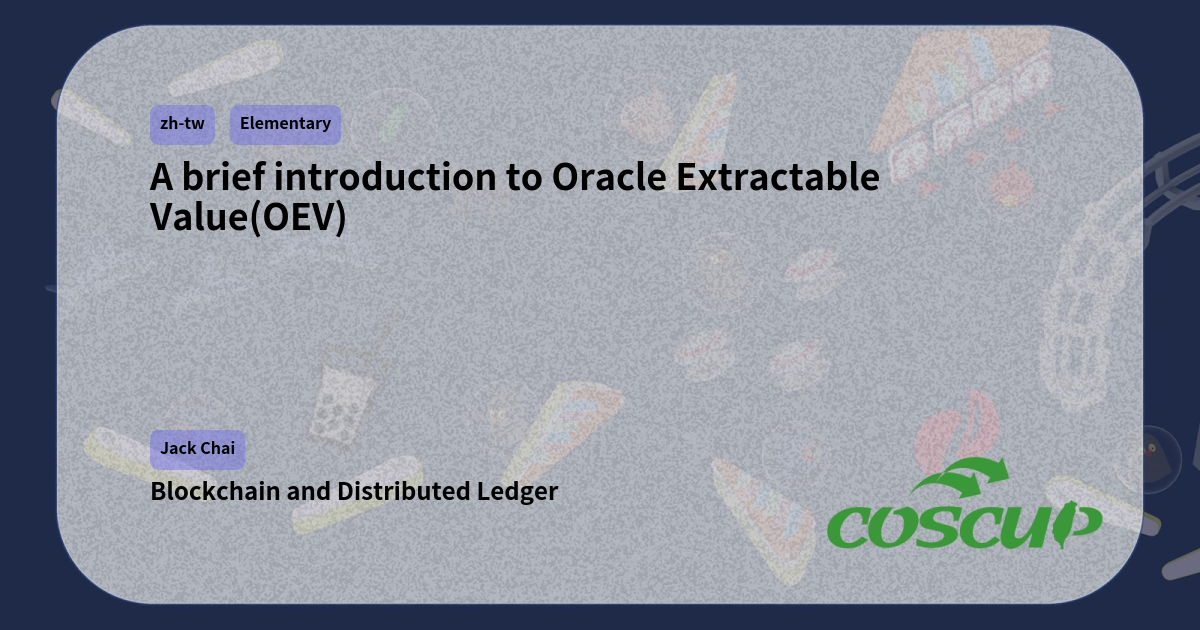 zh-tw Elementary
A brief introduction to Oracle Extractable
Value(OEV)
Jack Chai
Blockchain and Distributed Ledger
COSCUP